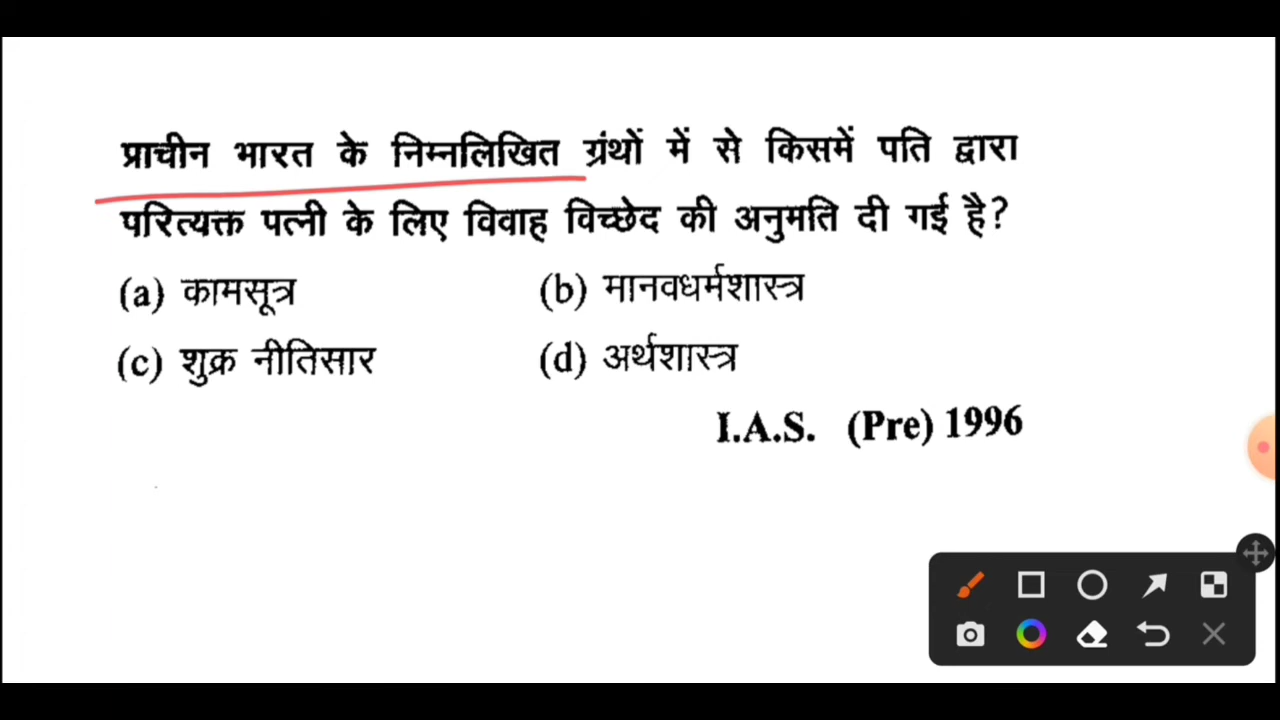 प्राचीन भारत के निम्नलिखित ग्रंथों में से किसमें पति द्वारा
परित्यक्त पत्नी के लिए विवाह विच्छेद की अनुमति दी गई है?
(a) कामसूत्र (b) मानवधर्मशास्त्र
(c) शुक्र नीतिसार (d) अर्थशास्त्र
I.A.S. (Pre) 1996